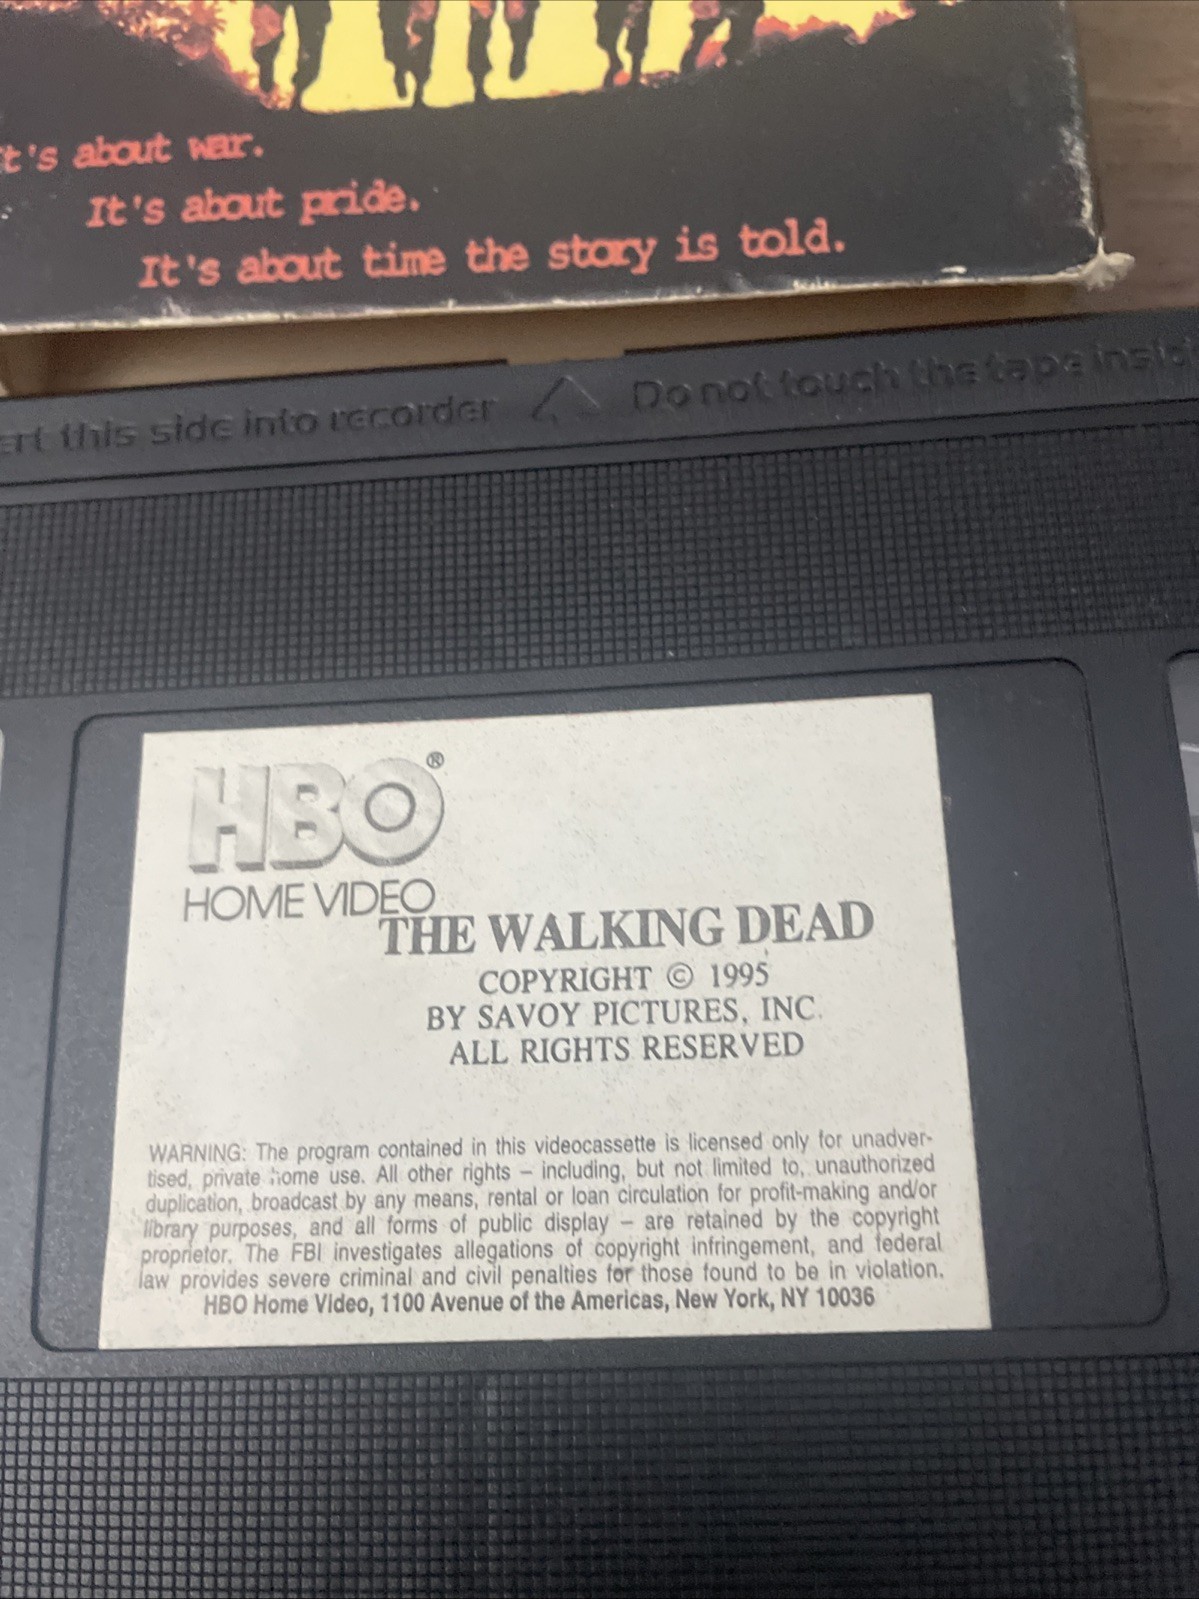 t's about war.
It's about pride.
It's about time the story is told.
ert this side into recorder
Do not touch the tape insid
HBO®
HOME VIDEO
THE WALKING DEAD
COPYRIGHT © 1995
BY SAVOY PICTURES, INC.
ALL RIGHTS RESERVED
WARNING: The program contained in this videocassette is licensed only for unadver-
tised, private home use. All other rights – including, but not limited to, unauthorized
duplication, broadcast by any means, rental or loan circulation for profit-making and/or
library purposes, and all forms of public display – are retained by the copyright
proprietor. The FBI investigates allegations of copyright infringement, and federal
law provides severe criminal and civil penalties for those found to be in violation.
HBO Home Video, 1100 Avenue of the Americas, New York, NY 10036